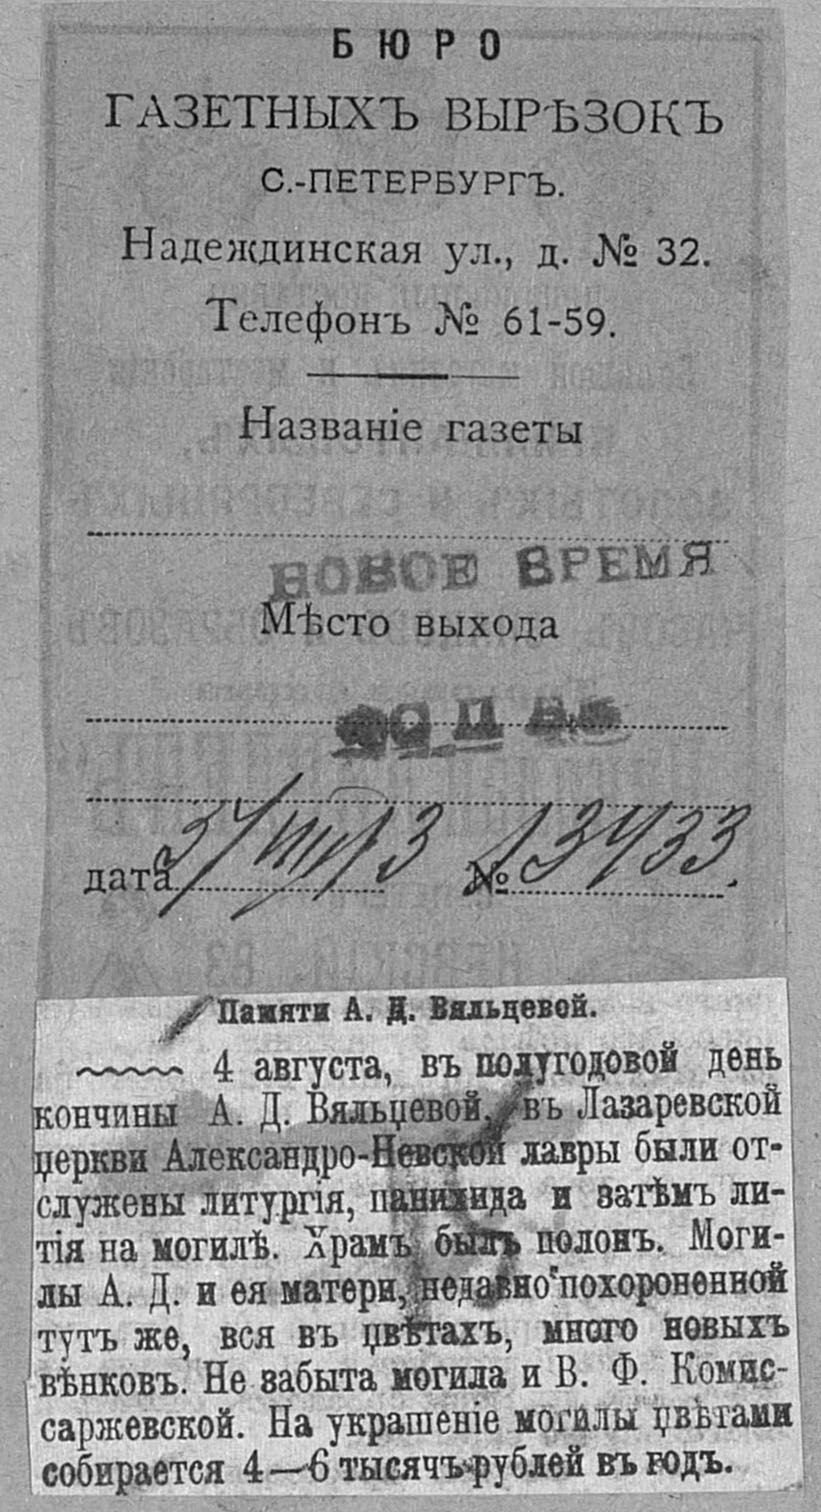 БЮРО
ГАЗЕТНЫХЪ ВЫРѢЗОКЪ
С.-ПЕТЕРБУРГЪ.
Надеждинская ул., д. № 32.
Телефонъ № 61-59.
Названіе газеты
НОВОЕ ВРЕМЯ
Мѣсто выхода
дата № 13433.
Памяти А. Д. Вяльцевой.
4 августа, въ полугодовой день
кончины А. Д. Вяльцевой, въ Лазаревской
церкви Александро-Невской лавры были от-
служены литургія, панихида и затѣмъ ли-
тія на могилѣ. Храмъ былъ полонъ. Моги-
лы А. Д. и ея матери, недавно похороненной
тутъ же, вся въ цвѣтахъ, много новыхъ
вѣнковъ. Не забыта могила и В. Ф. Комис-
саржевской. На украшеніе могилы цвѣтами
собирается 4—6 тысячъ рублей въ годъ.